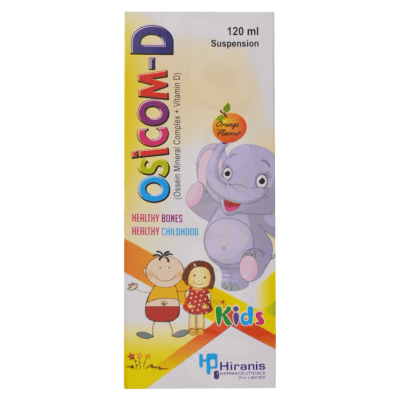 120 ml
Suspension
OSiCOM-D
(Ossein Mineral Complex + Vitamin D)
Orange
Flavour
HEALTHY BONES
HEALTHY CHILDHOOD
Kids
Hiranis
PHARMACEUTICALS
(Pvt) LIMITED